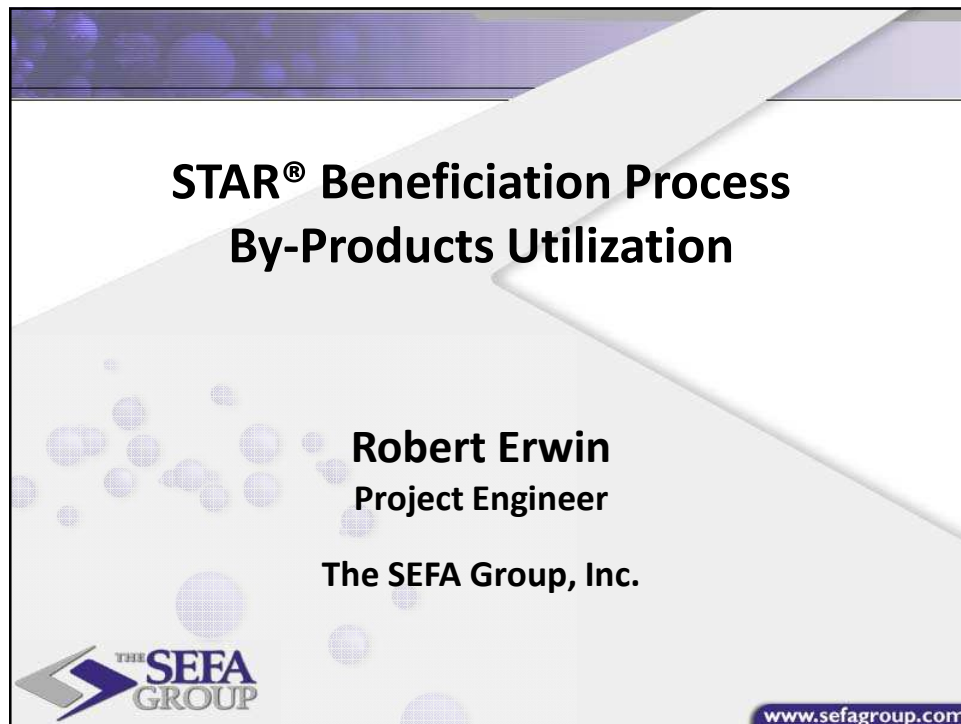 STAR® Beneficiation Process
By-Products Utilization
Robert Erwin
Project Engineer
The SEFA Group, Inc.
THE SEFA
GROUP
www.sefagroup.com